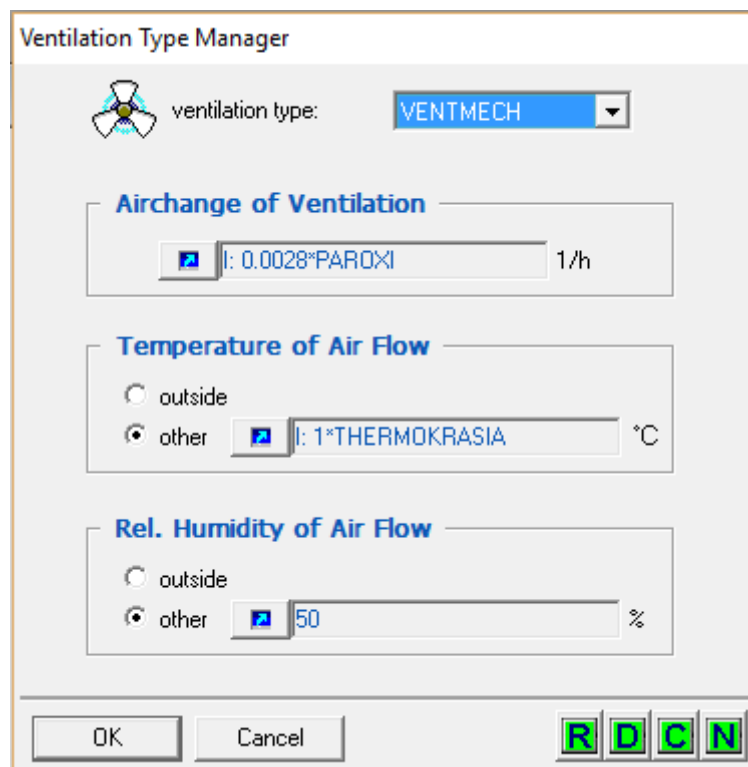 Ventilation Type Manager
ventilation type: VENTMECH
Airchange of Ventilation
I: 0.0028*PAROXI 1/h
Temperature of Air Flow
outside
other I: 1*THERMOKRASIA °C
Rel. Humidity of Air Flow
outside
other 50 %
OK Cancel R D C N